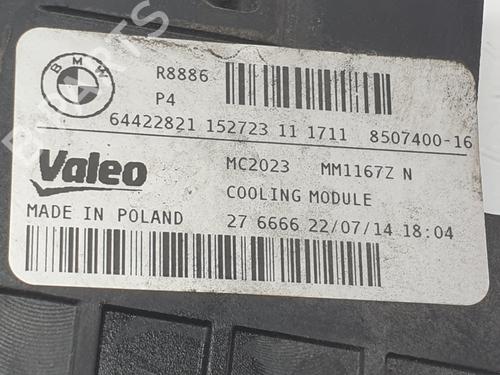 BMW
R8886
P4
64422821 152723 11 1711 8507400-16
Valeo
MC2023 MM1167Z N
COOLING MODULE
MADE IN POLAND
27 6666 22/07/14 18:04